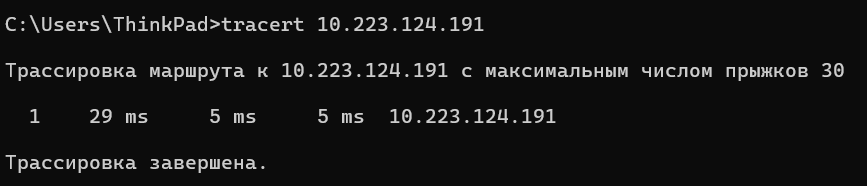 C:\Users\ThinkPad>tracert 10.223.124.191
Трассировка маршрута к 10.223.124.191 с максимальным числом прыжков 30
1 29 ms 5 ms 5 ms 10.223.124.191
Трассировка завершена.